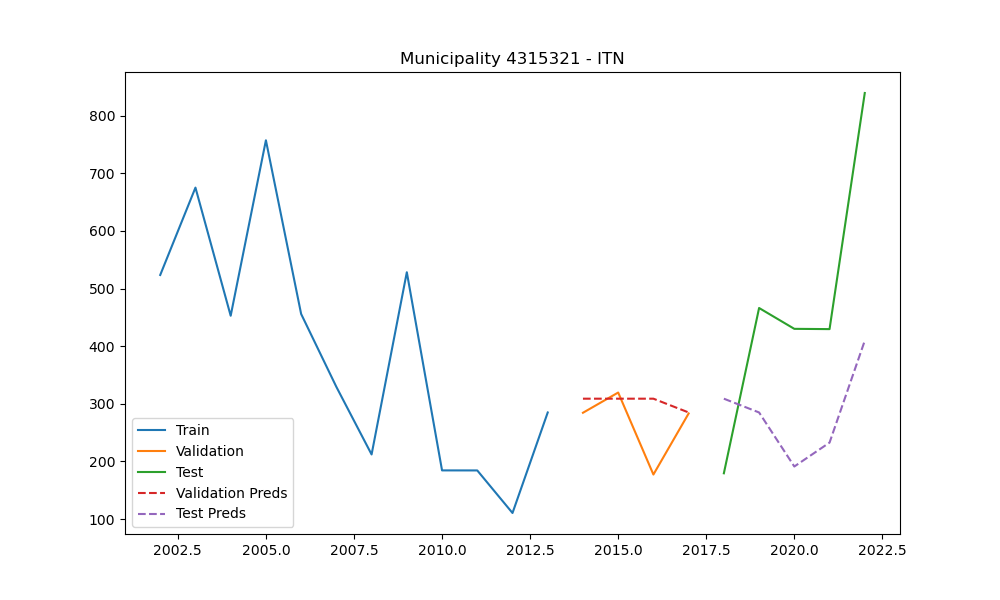 Municipality 4315321 - ITN
800
700
600
500
400
300
200
100
Train
Validation
Test
Validation Preds
Test Preds
2002.5 2005.0 2007.5 2010.0 2012.5 2015.0 2017.5 2020.0 2022.5